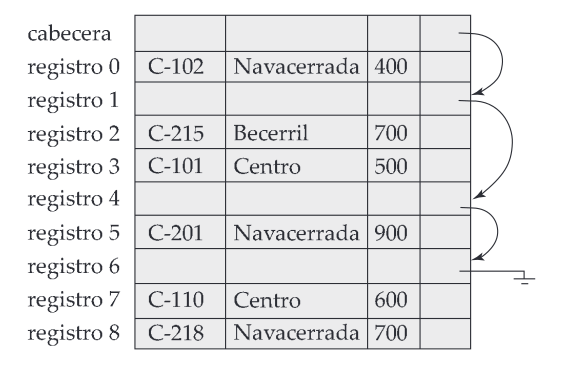 cabecera
registro 0 C-102 Navacerrada 400
registro 1
registro 2 C-215 Becerril 700
registro 3 C-101 Centro 500
registro 4
registro 5 C-201 Navacerrada 900
registro 6
registro 7 C-110 Centro 600
registro 8 C-218 Navacerrada 700